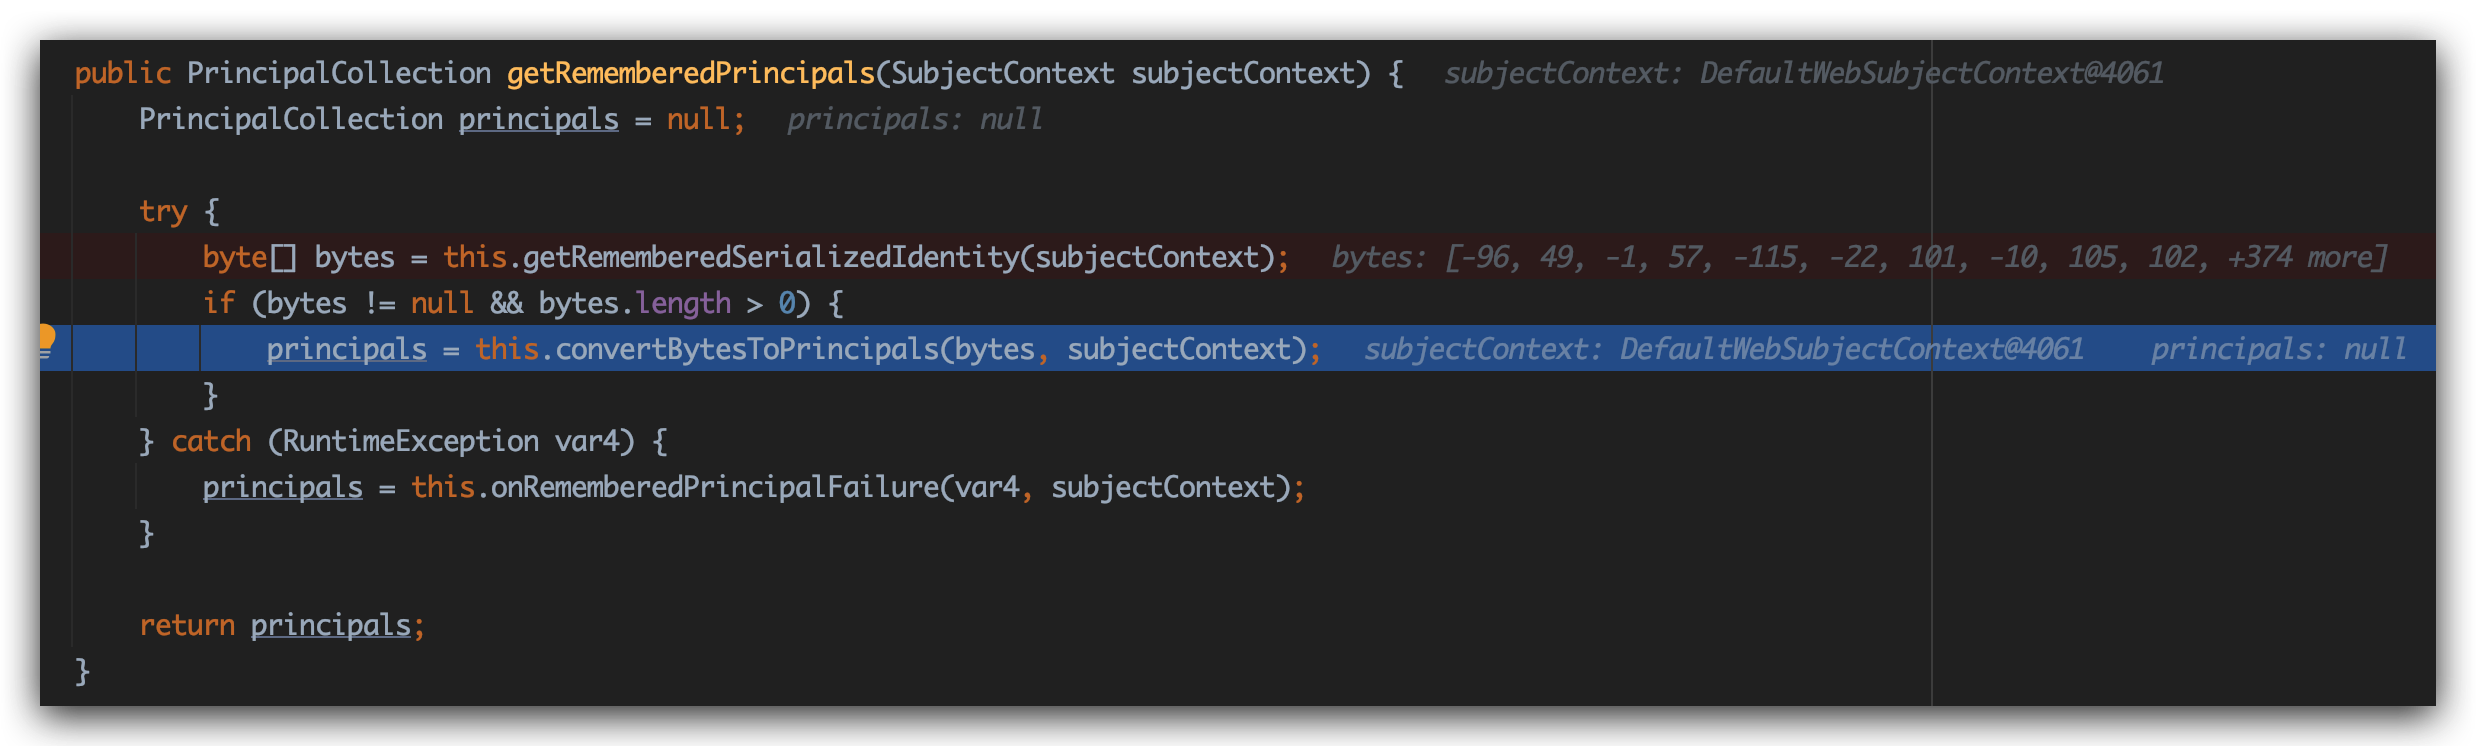 public PrincipalCollection getRememberedPrincipals(SubjectContext subjectContext) {   subjectContext: DefaultWebSubjectContext@4061
    PrincipalCollection principals = null;   principals: null
    try {
        byte[] bytes = this.getRememberedSerializedIdentity(subjectContext);   bytes: [-96, 49, -1, 57, -115, -22, 101, -10, 105, 102, +374 more]
        if (bytes != null && bytes.length > 0) {
            principals = this.convertBytesToPrincipals(bytes, subjectContext);   subjectContext: DefaultWebSubjectContext@4061   principals: null
        }
    } catch (RuntimeException var4) {
        principals = this.onRememberedPrincipalFailure(var4, subjectContext);
    }
    return principals;
}